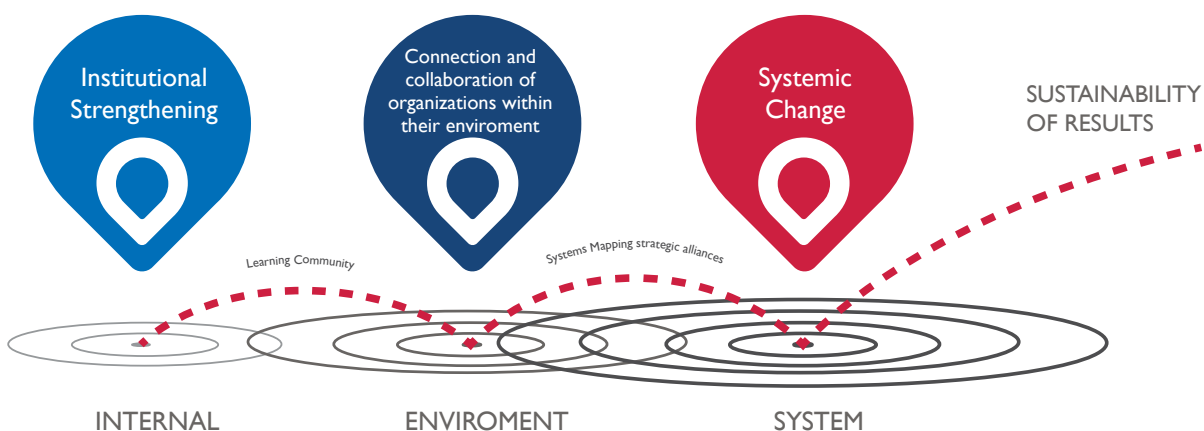 Institutional
Strengthening
Connection and
collaboration of
organizations within
their enviroment
Systemic
Change
SUSTAINABILITY
OF RESULTS
Learning Community
Systems Mapping strategic alliances
INTERNAL
ENVIROMENT
SYSTEM